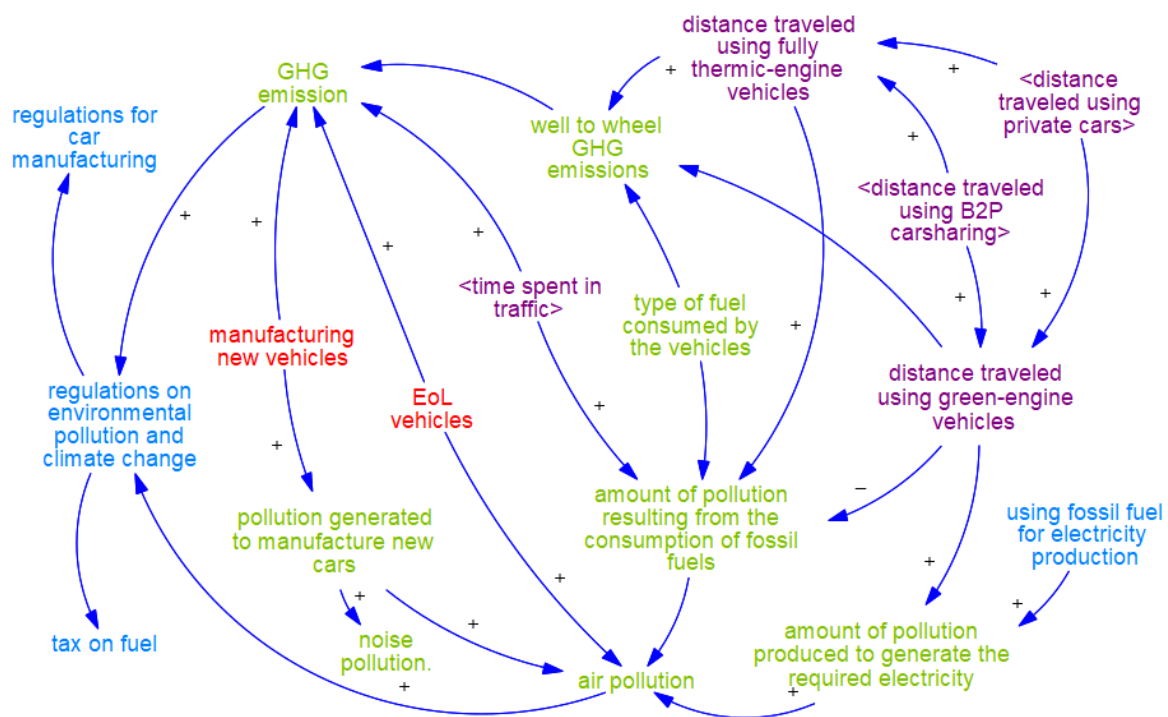 distance traveled
using fully
thermic-engine
vehicles
GHG
emission
<distance
traveled using
private cars>
regulations for
car
manufacturing
well to wheel
GHG
emissions
<distance traveled
using B2P
carsharing>
<time spent in
traffic>
type of fuel
consumed by
the vehicles
manufacturing
new vehicles
distance traveled
using green-engine
vehicles
regulations on
environmental
pollution and
climate change
EoL
vehicles
amount of pollution
resulting from the
consumption of fossil
fuels
pollution generated
to manufacture new
cars
using fossil fuel
for electricity
production
tax on fuel
noise
pollution.
air pollution
amount of pollution
produced to generate the
required electricity
+
+
+
+
+
+
+
+
+
+
+
+
+
+
−
+
+
+
+
+
+
+